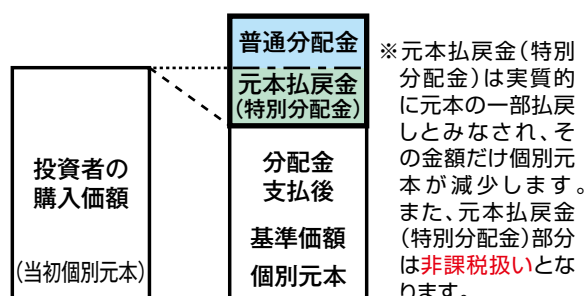 投資者の
購入価額
(当初個別元本)
普通分配金
元本払戻金
(特別分配金)
分配金
支払後
基準価額
個別元本
※元本払戻金(特別
分配金)は実質的
に元本の一部払戻
しとみなされ、そ
の金額だけ個別元
本が減少します。
また、元本払戻金
(特別分配金)部分
は非課税扱いとな
ります。